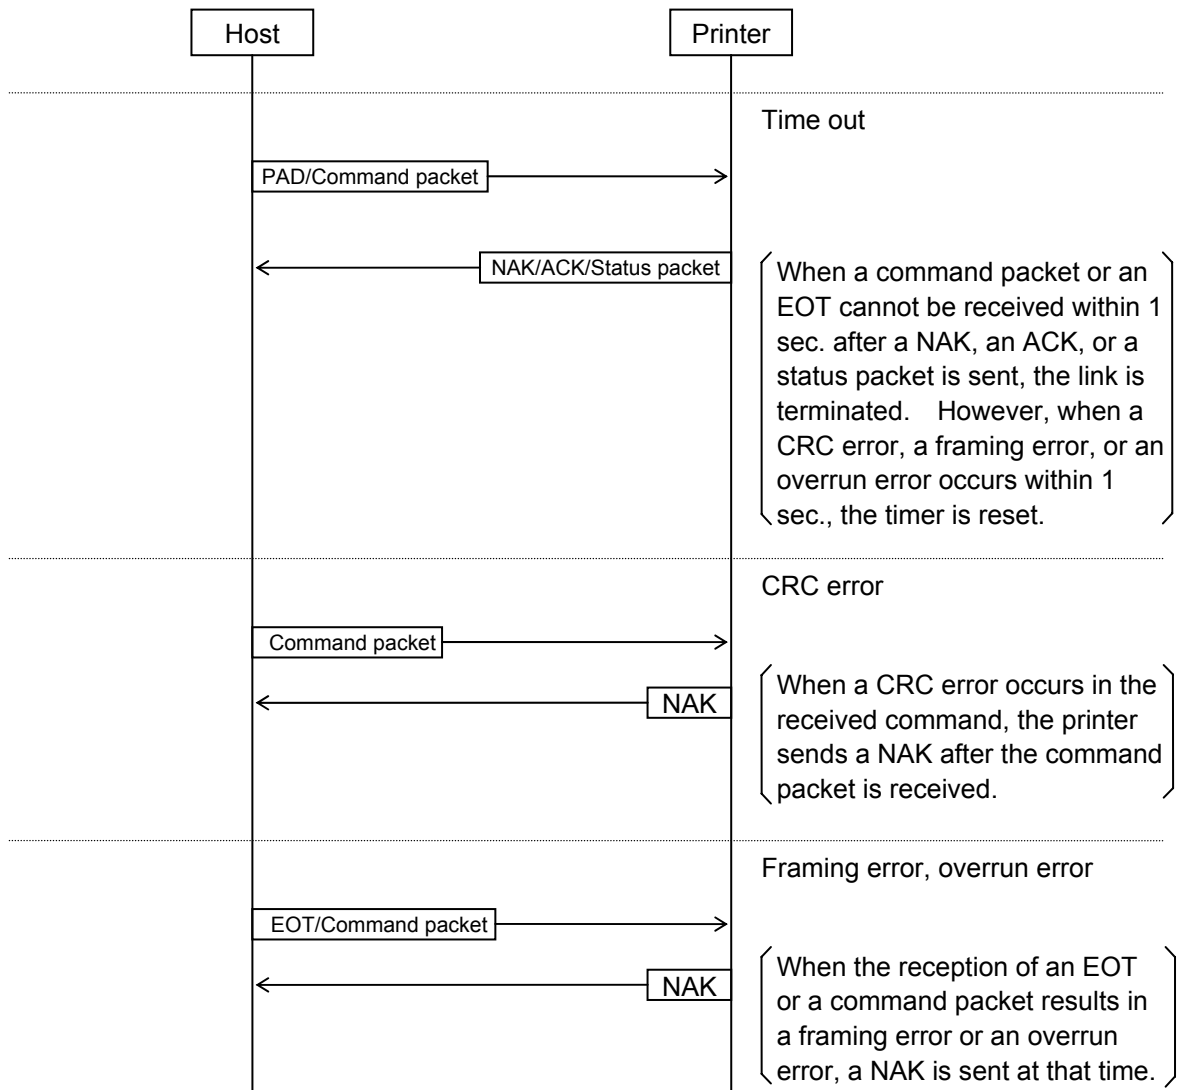 Host
Printer
Time out
PAD/Command packet
NAK/ACK/Status packet
When a command packet or an
EOT cannot be received within 1
sec. after a NAK, an ACK, or a
status packet is sent, the link is
terminated. However, when a
CRC error, a framing error, or an
overrun error occurs within 1
sec., the timer is reset.
CRC error
Command packet
NAK
When a CRC error occurs in the
received command, the printer
sends a NAK after the command
packet is received.
Framing error, overrun error
EOT/Command packet
NAK
When the reception of an EOT
or a command packet results in
a framing error or an overrun
error, a NAK is sent at that time.